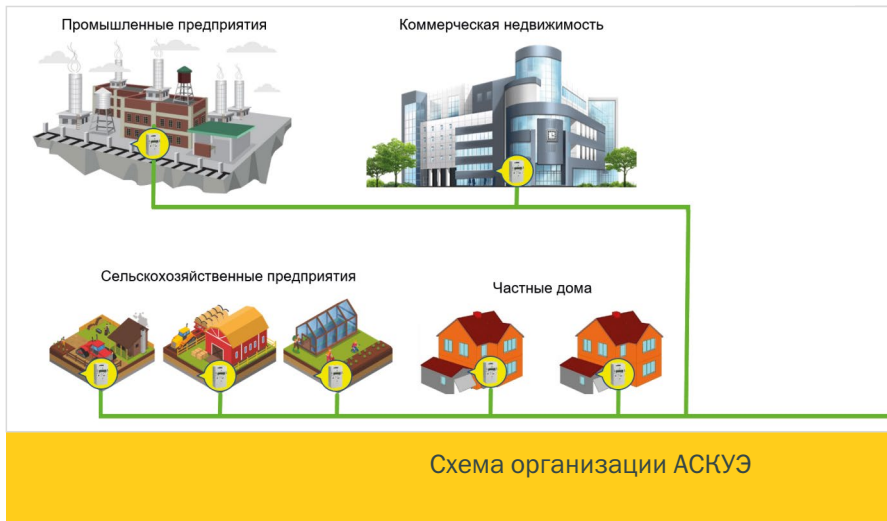 Промышленные предприятия
Коммерческая недвижимость
Сельскохозяйственные предприятия
Частные дома
Схема организации АСКУЭ